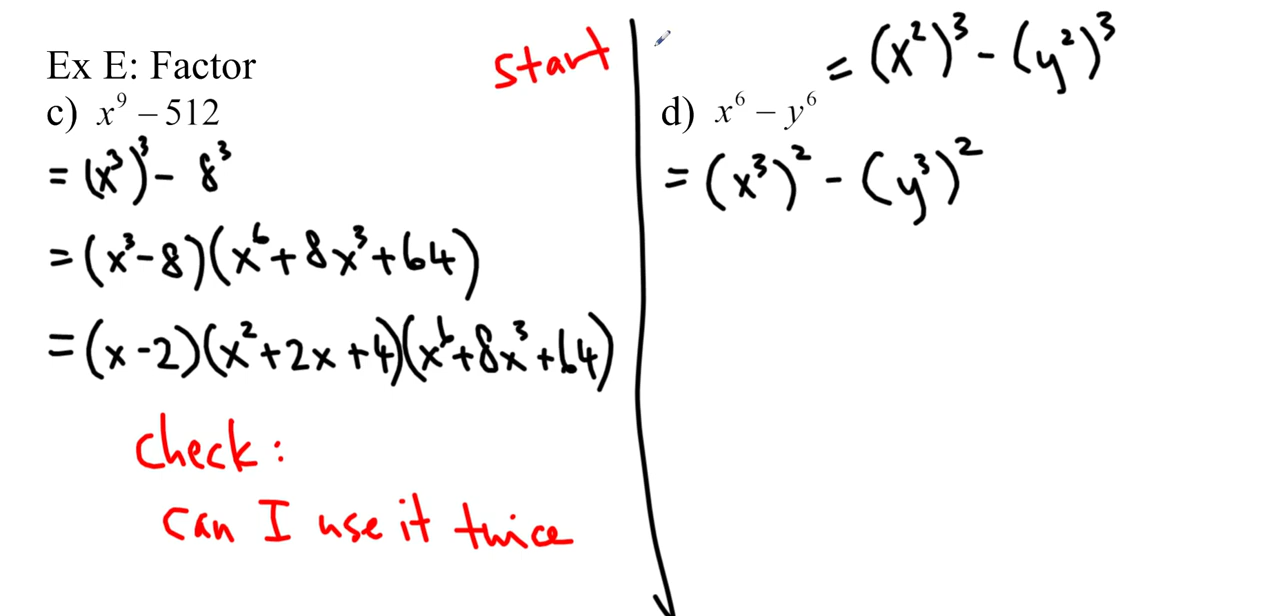 Ex E: Factor
c) x⁹ – 512
= (x³)³ - 8³
= (x³-8)(x⁶+8x³+64)
= (x-2)(x²+2x+4)(x⁶+8x³+64)
check:
can I use it twice
start
= (x²)³ - (y²)³
d) x⁶ – y⁶
= (x³)² - (y³)²